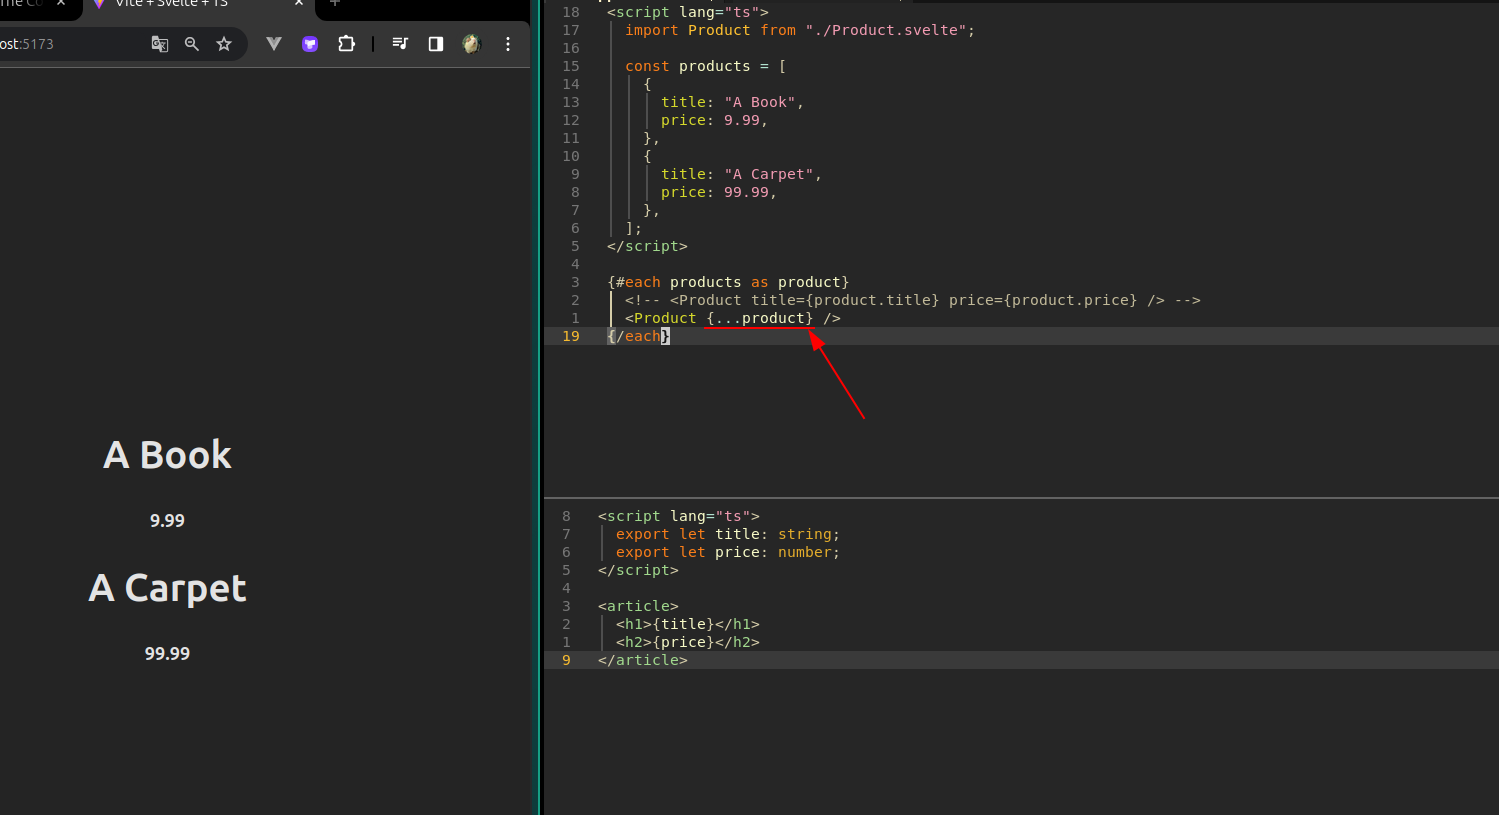 The Co
Vite + Svelte + TS
ost:5173
A Book
9.99
A Carpet
99.99
18 <script lang="ts">
17 import Product from "./Product.svelte";
16
15 const products = [
14 {
13 title: "A Book",
12 price: 9.99,
11 },
10 {
9 title: "A Carpet",
8 price: 99.99,
7 },
6 ];
5 </script>
4
3 {#each products as product}
2 <!-- <Product title={product.title} price={product.price} /> -->
1 <Product {...product} />
19 {/each}
8 <script lang="ts">
7 export let title: string;
6 export let price: number;
5 </script>
4
3 <article>
2 <h1>{title}</h1>
1 <h2>{price}</h2>
9 </article>